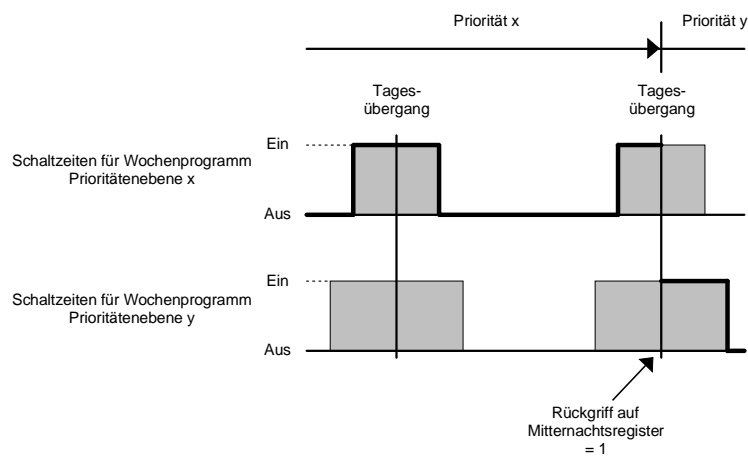 Priorität x
Priorität y
Tages-
übergang
Tages-
übergang
Schaltzeiten für Wochenprogramm
Prioritätenebene x
Ein
Aus
Schaltzeiten für Wochenprogramm
Prioritätenebene y
Ein
Aus
Rückgriff auf
Mitternachtsregister
= 1